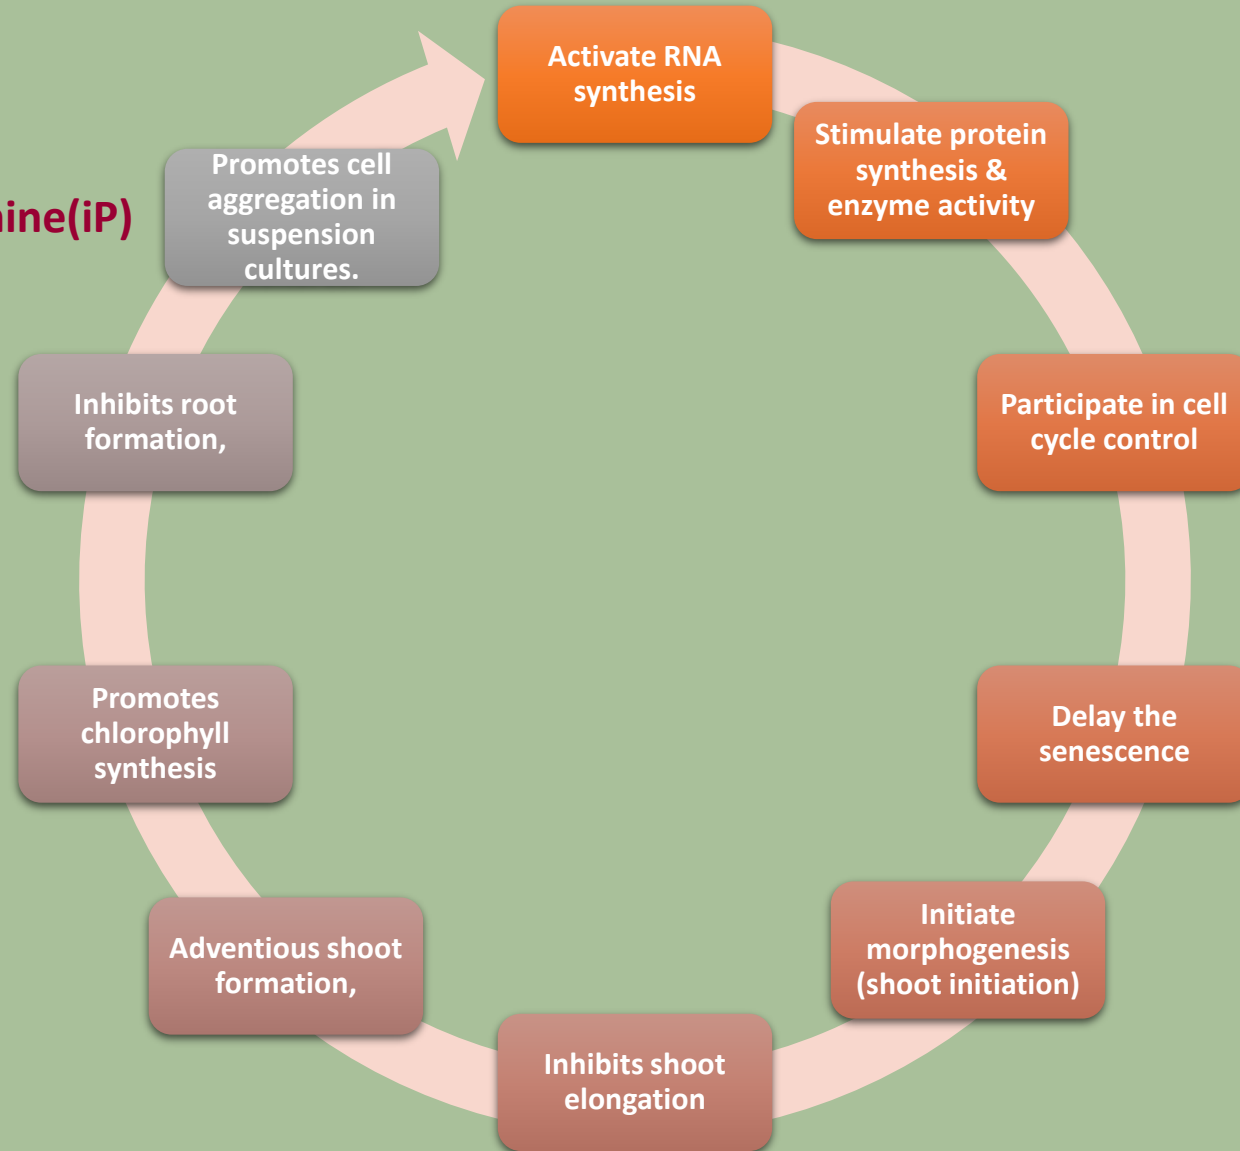 Activate RNA
synthesis
Stimulate protein
synthesis &
enzyme activity
Participate in cell
cycle control
Delay the
senescence
Initiate
morphogenesis
(shoot initiation)
Inhibits shoot
elongation
Adventious shoot
formation,
Promotes
chlorophyll
synthesis
Inhibits root
formation,
Promotes cell
aggregation in
suspension
cultures.
ine(iP)